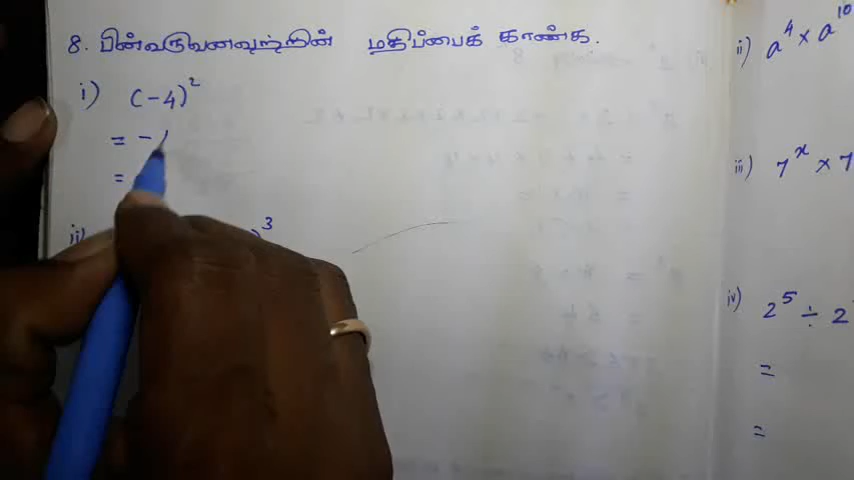 8. பின்வருவனவற்றின் மதிப்பைக் காண்க.
i) (-4)²
= -
=
ii) ³
ii) a⁴ × a¹⁰
iii) 7ˣ × 7
iv) 2⁵ ÷ 2
=
=